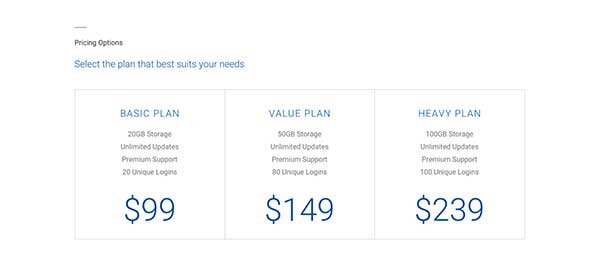 Pricing Options
Select the plan that best suits your needs
BASIC PLAN
20GB Storage
Unlimited Updates
Premium Support
20 Unique Logins
$99
VALUE PLAN
50GB Storage
Unlimited Updates
Premium Support
80 Unique Logins
$149
HEAVY PLAN
100GB Storage
Unlimited Updates
Premium Support
100 Unique Logins
$239